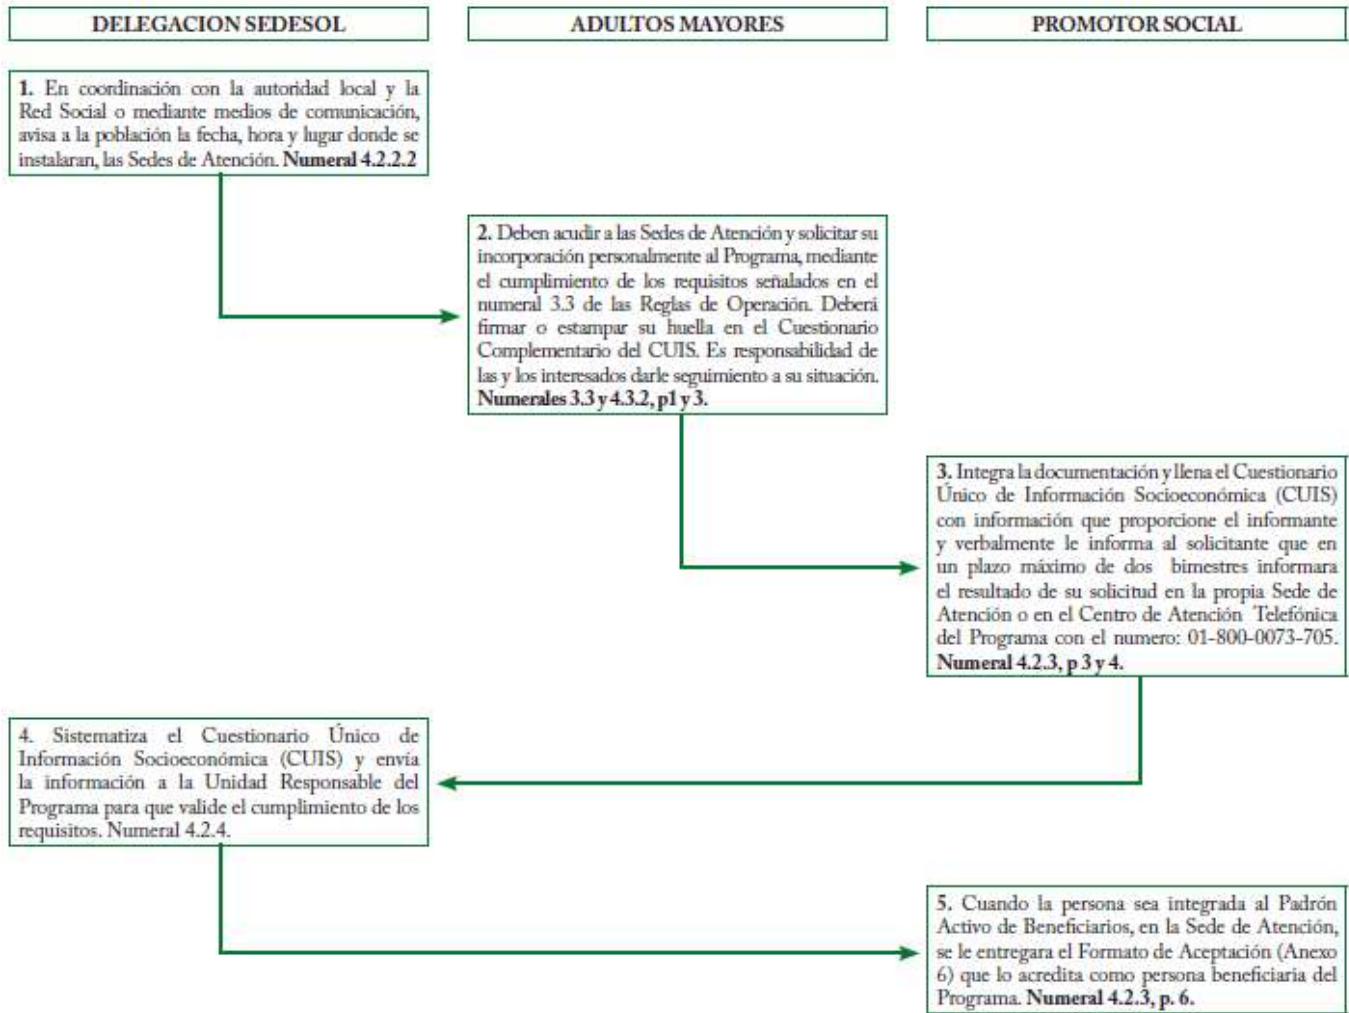 DELEGACION SEDESOL
ADULTOS MAYORES
PROMOTOR SOCIAL
1. En coordinación con la autoridad local y la
Red Social o mediante medios de comunicación,
avisa a la población la fecha, hora y lugar donde se
instalaran, las Sedes de Atención. Numeral 4.2.2.2
2. Deben acudir a las Sedes de Atención y solicitar su
incorporación personalmente al Programa, mediante
el cumplimiento de los requisitos señalados en el
numeral 3.3 de las Reglas de Operación. Deberá
firmar o estampar su huella en el Cuestionario
Complementario del CUIS. Es responsabilidad de
las y los interesados darle seguimiento a su situación.
Numerales 3.3 y 4.3.2, p1 y 3.
3. Integra la documentación y llena el Cuestionario
Único de Información Socioeconómica (CUIS)
con información que proporcione el informante
y verbalmente le informa al solicitante que en
un plazo máximo de dos bimestres informara
el resultado de su solicitud en la propia Sede de
Atención o en el Centro de Atención Telefónica
del Programa con el numero: 01-800-0073-705.
Numeral 4.2.3, p 3 y 4.
4. Sistematiza el Cuestionario Único de
Información Socioeconómica (CUIS) y envía
la información a la Unidad Responsable del
Programa para que valide el cumplimiento de los
requisitos. Numeral 4.2.4.
5. Cuando la persona sea integrada al Padrón
Activo de Beneficiarios, en la Sede de Atención,
se le entregara el Formato de Aceptación (Anexo
6) que lo acredita como persona beneficiaria del
Programa. Numeral 4.2.3, p. 6.